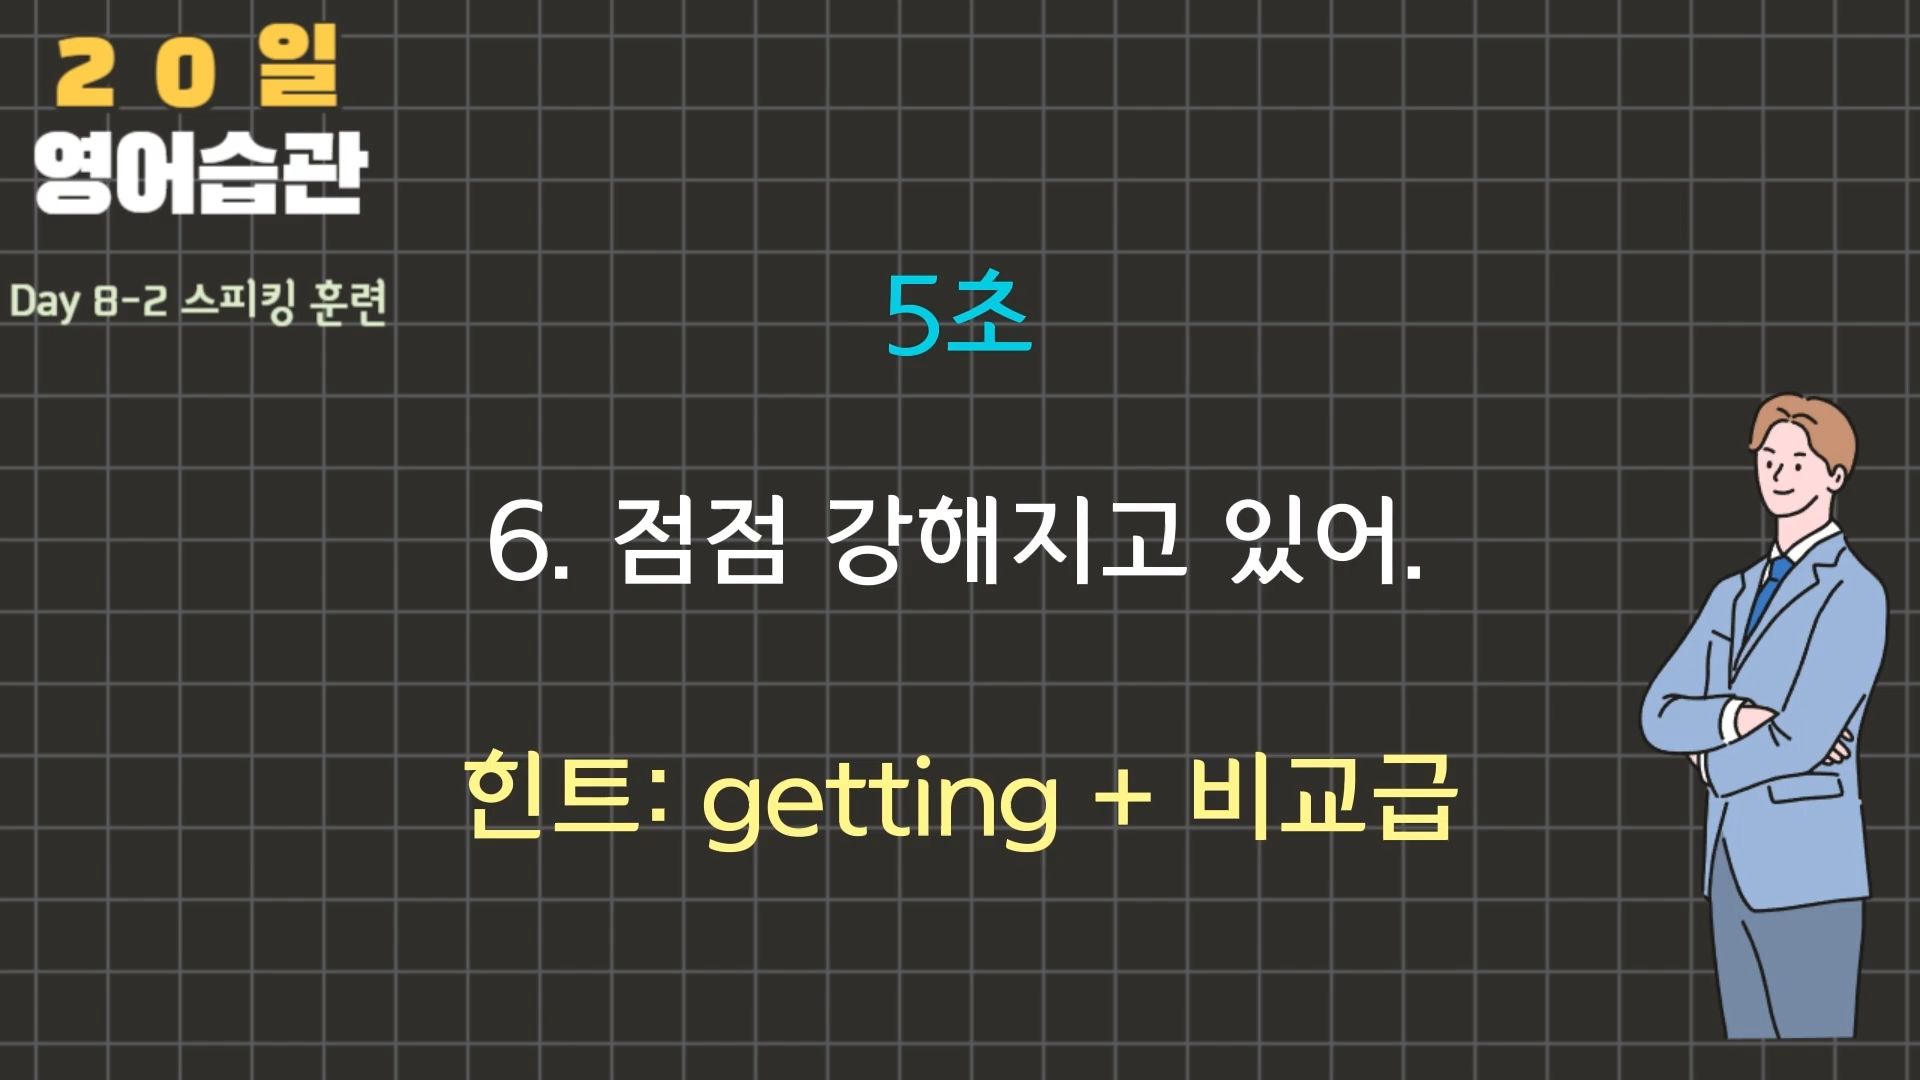 20일
영어습관
Day 8-2 스피킹 훈련
5초
6. 점점 강해지고 있어.
힌트: getting + 비교급